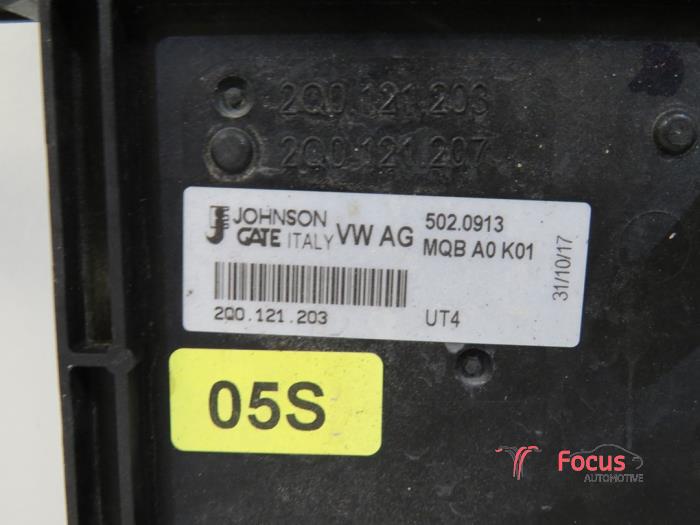 2Q0.121.203
2Q0.121.207
JOHNSON
GATE ITALY VW AG
502.0913
MQB A0 K01
31/10/17
2Q0.121.203
UT4
05S
Focus
AUTOMOTIVE